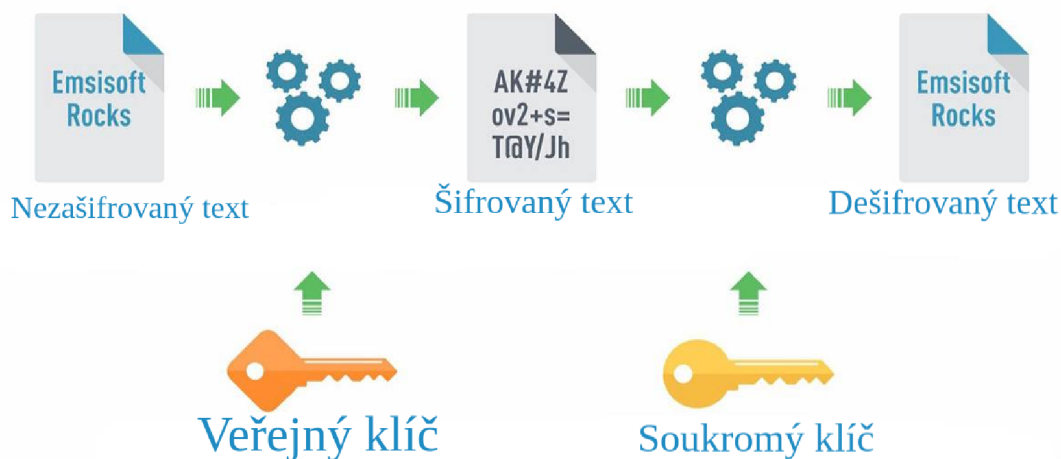 Emsisoft
Rocks
AK#4Z
ov2+s=
T@Y/Jh
Emsisoft
Rocks
Nezašifrovaný text
Šifrovaný text
Dešifrovaný text
Veřejný klíč
Soukromý klíč